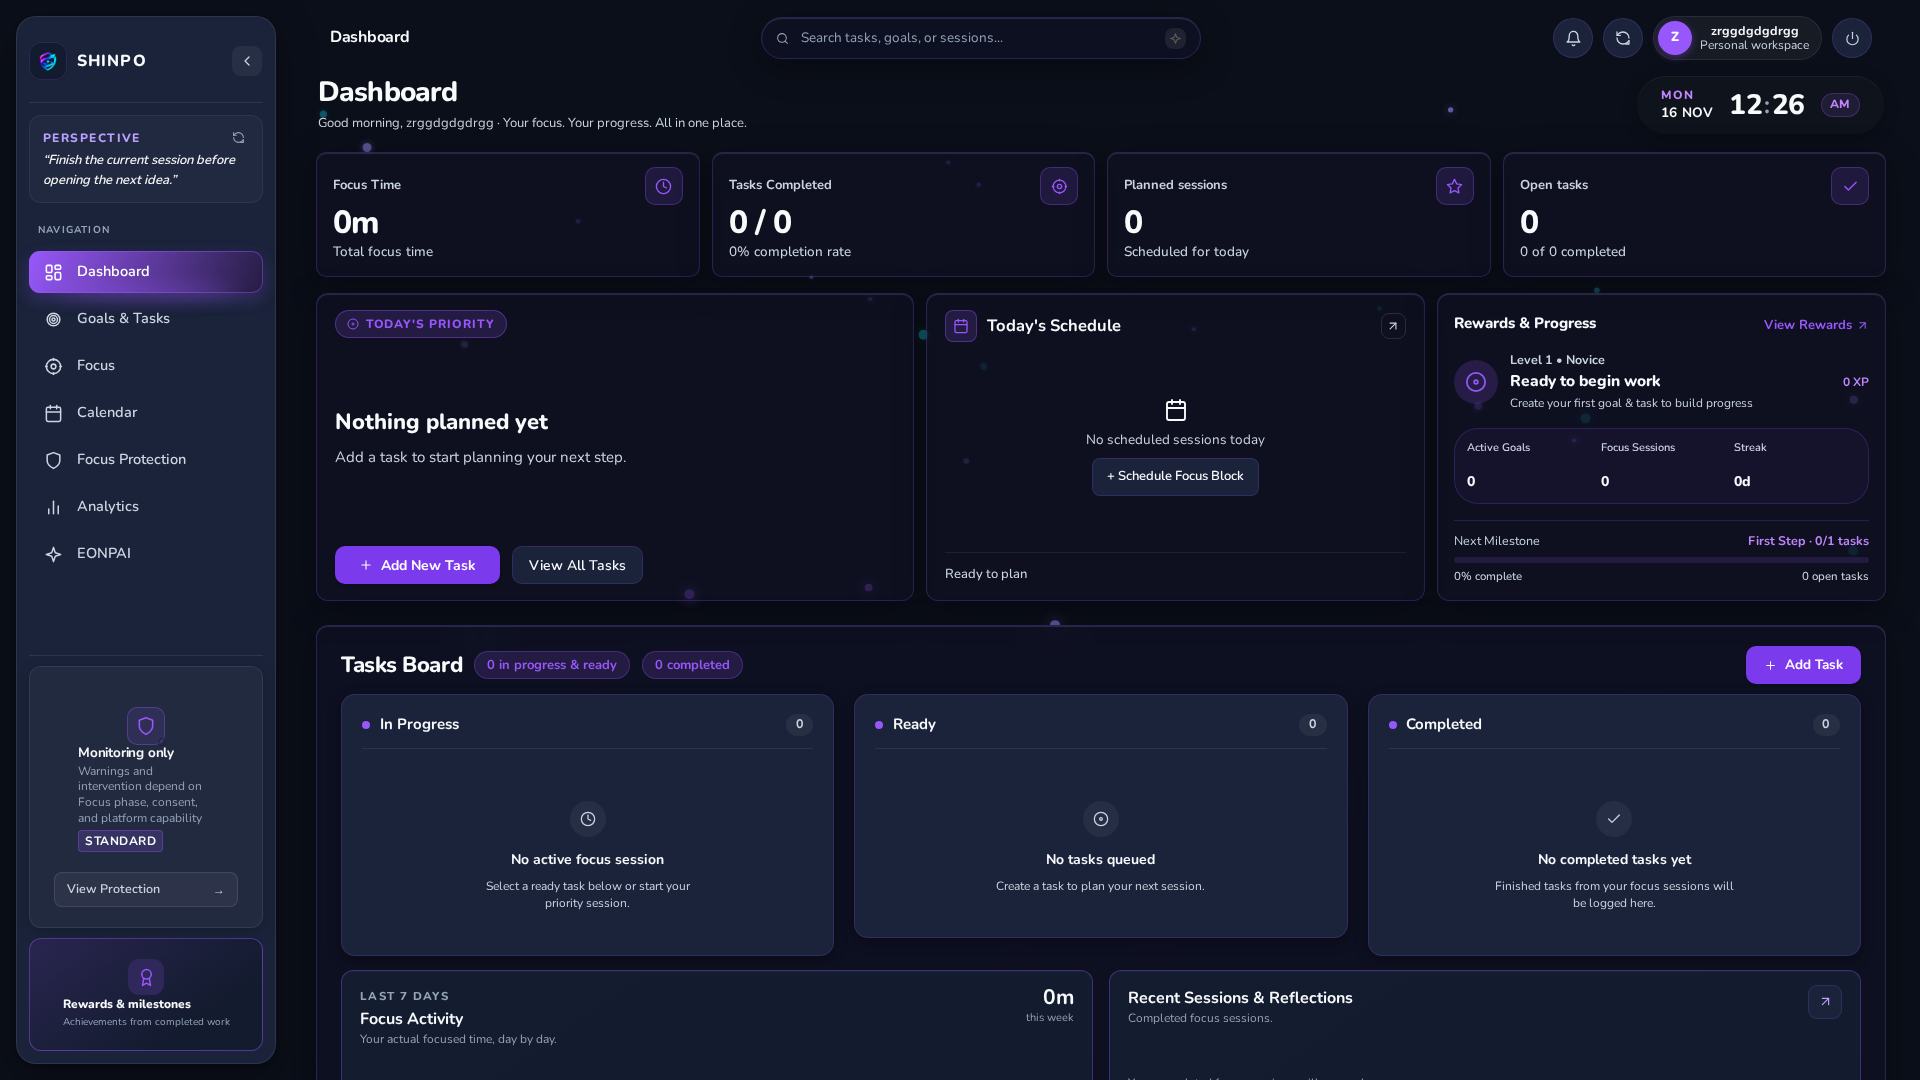 SHINPO
PERSPECTIVE
“Finish the current session before
opening the next idea.”
NAVIGATION
Dashboard
Goals & Tasks
Focus
Calendar
Focus Protection
Analytics
EONPAI
Monitoring only
Warnings and
intervention depend on
Focus phase, consent,
and platform capability
STANDARD
View Protection →
Rewards & milestones
Achievements from completed work
Dashboard
Search tasks, goals, or sessions...
Z
zrggdgdgdrgg
Personal workspace
Dashboard
Good morning, zrggdgdgdrgg · Your focus. Your progress. All in one place.
MON
16 NOV
12:26
AM
Focus Time
0m
Total focus time
Tasks Completed
0 / 0
0% completion rate
Planned sessions
0
Scheduled for today
Open tasks
0
0 of 0 completed
TODAY'S PRIORITY
Nothing planned yet
Add a task to start planning your next step.
+ Add New Task
View All Tasks
Today's Schedule
No scheduled sessions today
+ Schedule Focus Block
Ready to plan
Rewards & Progress
View Rewards
Level 1 • Novice
Ready to begin work
0 XP
Create your first goal & task to build progress
Active Goals
0
Focus Sessions
0
Streak
0d
Next Milestone
First Step · 0/1 tasks
0% complete
0 open tasks
Tasks Board
0 in progress & ready
0 completed
+ Add Task
In Progress
0
No active focus session
Select a ready task below or start your
priority session.
Ready
0
No tasks queued
Create a task to plan your next session.
Completed
0
No completed tasks yet
Finished tasks from your focus sessions will
be logged here.
LAST 7 DAYS
Focus Activity
Your actual focused time, day by day.
0m
this week
Recent Sessions & Reflections
Completed focus sessions.